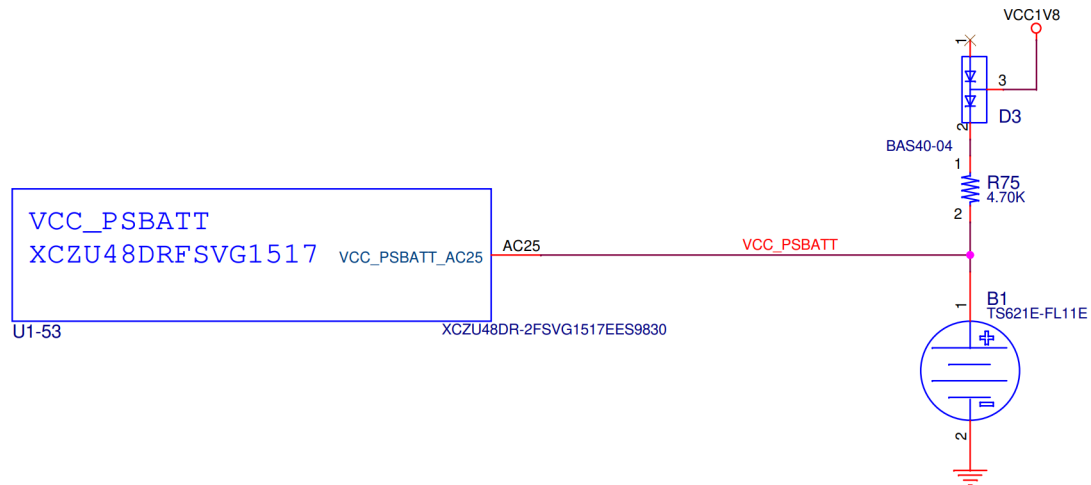 VCC1V8
1
3
D3
2
BAS40-04
1
R75
4.70K
2
VCC_PSBATT
XCZU48DRFSVG1517
VCC_PSBATT_AC25
AC25
VCC_PSBATT
U1-53
XCZU48DR-2FSVG1517EES9830
1
B1
TS621E-FL11E
2